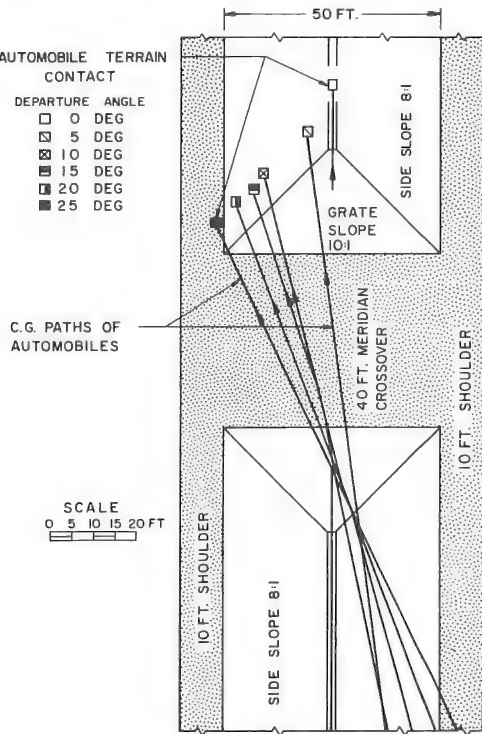 50 FT.
AUTOMOBILE TERRAIN
CONTACT
DEPARTURE ANGLE
0 DEG
5 DEG
10 DEG
15 DEG
20 DEG
25 DEG
SIDE SLOPE 8:1
GRATE
SLOPE
10:1
C.G. PATHS OF
AUTOMOBILES
40 FT. MERIDIAN
CROSSOVER
10 FT. SHOULDER
SCALE
0 5 10 15 20 FT
10 FT. SHOULDER
SIDE SLOPE 8:1